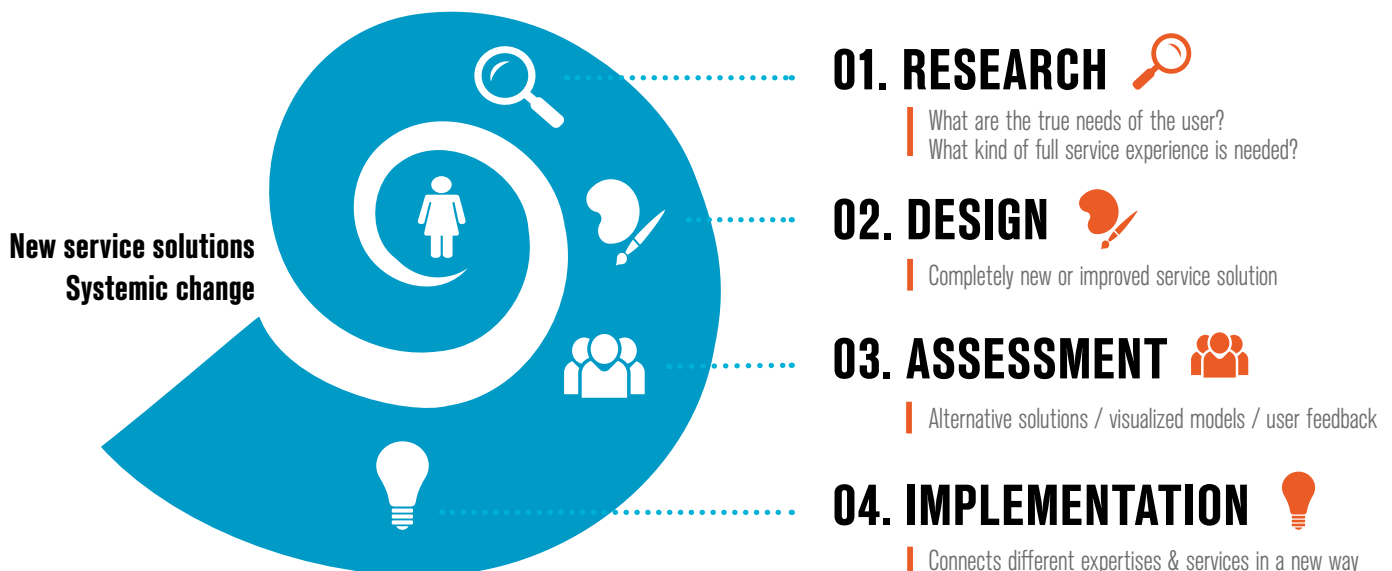 New service solutions
Systemic change
01. RESEARCH
What are the true needs of the user?
What kind of full service experience is needed?
02. DESIGN
Completely new or improved service solution
03. ASSESSMENT
Alternative solutions / visualized models / user feedback
04. IMPLEMENTATION
Connects different expertises & services in a new way